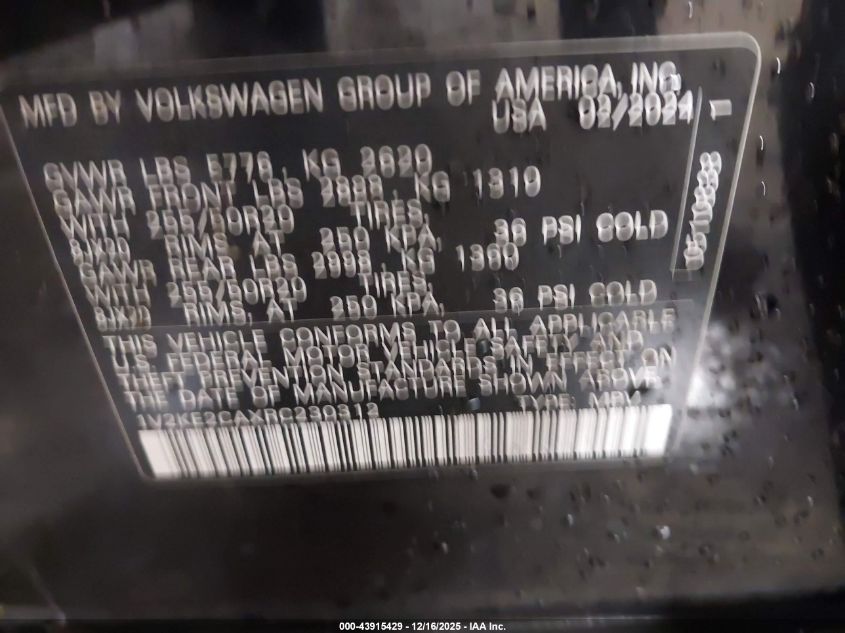 MFD BY VOLKSWAGEN GROUP OF AMERICA, INC.
USA 02/2024
GVWR LBS 5776, KG 2620
GAWR FRONT LBS 2888, KG 1310
WITH 255/50R20 TIRES,
8JX20 RIMS, AT 250 KPA, 36 PSI COLD
GAWR REAR LBS 2998 KG 1360
WITH 255/50R20 TIRES,
8JX20 RIMS, AT 250 KPA, 36 PSI COLD
THIS VEHICLE CONFORMS TO ALL APPLICABLE
U.S. FEDERAL MOTOR VEHICLE SAFETY AND
THEFT PREVENTION STANDARDS IN EFFECT ON
THE DATE OF MANUFACTURE SHOWN ABOVE.
TYPE: MPV
000-43915429 - 12/16/2025 - IAA Inc.